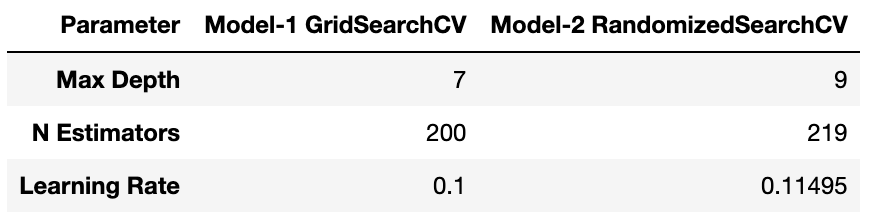 Parameter Model-1 GridSearchCV Model-2 RandomizedSearchCV
Max Depth 7 9
N Estimators 200 219
Learning Rate 0.1 0.11495